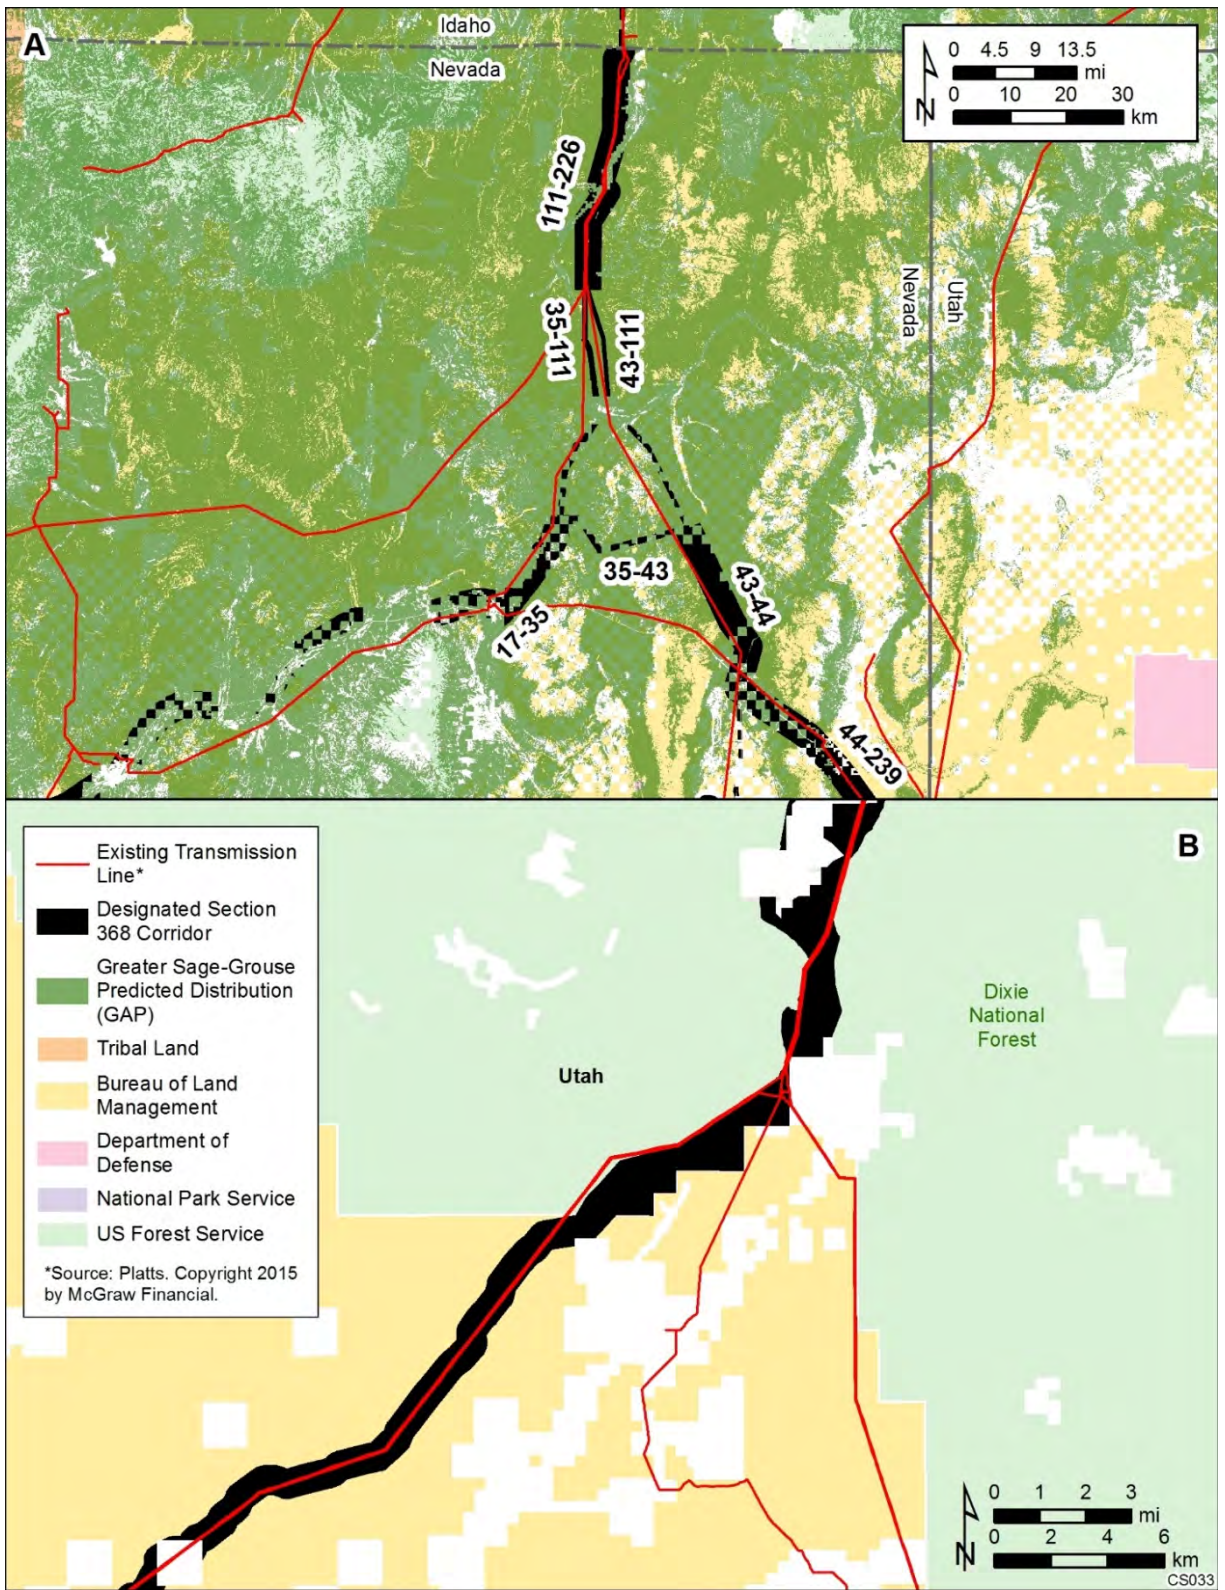 A
Idaho
Nevada
0 4.5 9 13.5
mi
0 10 20 30
km
N
111-226
35-111
43-111
Nevada
Utah
35-43
43-44
17-35
44-239
B
Existing Transmission
Line*
Designated Section
368 Corridor
Greater Sage-Grouse
Predicted Distribution
(GAP)
Tribal Land
Bureau of Land
Management
Department of
Defense
National Park Service
US Forest Service
*Source: Platts. Copyright 2015
by McGraw Financial.
Dixie
National
Forest
Utah
0 1 2 3
mi
0 2 4 6
km
N
CS033